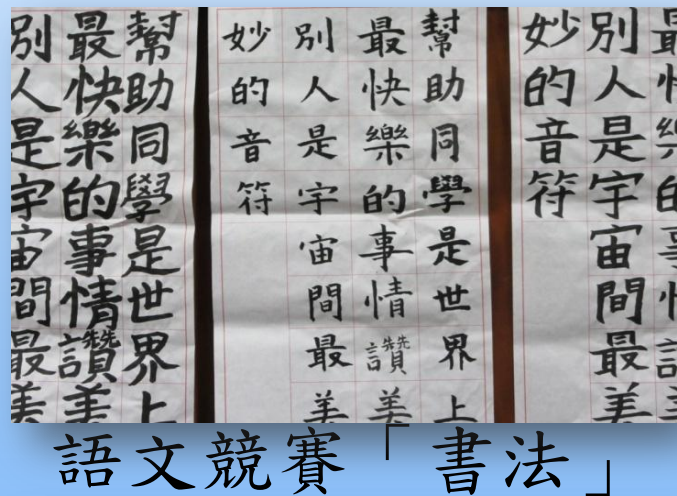 幫助同學是世界上
最快樂的事情讚美
別人是宇宙間最美
幫助同學是世界上
最快樂的事情讚美
別人是宇宙間最美
妙的音符
別人是宇宙間最美
妙的音符
語文競賽「書法」